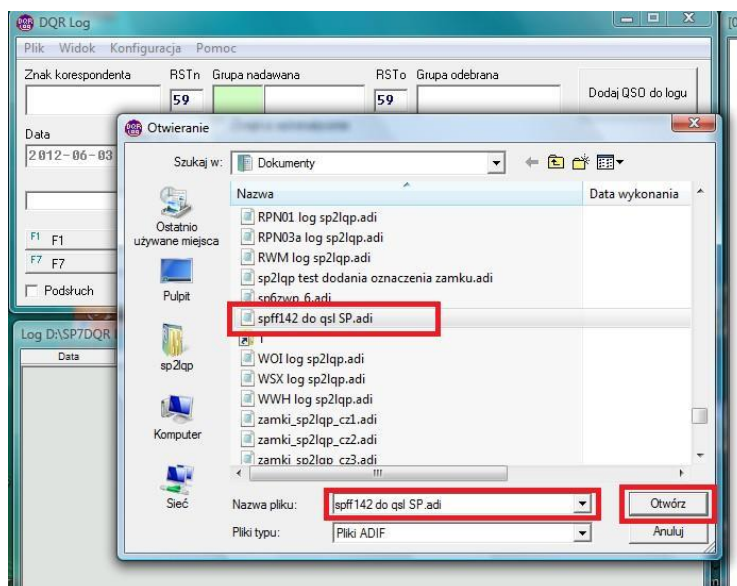 DQR Log
Plik Widok Konfiguracja Pomoc
Znak korespondenta RSTn Grupa nadawana RSTo Grupa odebrana
59 59 Dodaj QSO do logu
Data
2012-06-03
F1 F1
F7 F7
Podsłuch
Log D:\SP7DQR
Data
Otwieranie
Szukaj w: Dokumenty
Ostatnio używane miejsca
Pulpit
sp2lqp
Komputer
Sieć
Nazwa Data wykonania
RPN01 log sp2lqp.adi
RPN03a log sp2lqp.adi
RWM log sp2lqp.adi
sp2lqp test dodania oznaczenia zamku.adi
sp6zwp_6.adi
spff142 do qsl SP.adi
WOI log sp2lqp.adi
WSX log sp2lqp.adi
WWH log sp2lqp.adi
zamki_sp2lqp_cz1.adi
zamki_sp2lqp_cz2.adi
zamki_sp2lqp_cz3.adi
Nazwa pliku: spff142 do qsl SP.adi Otwórz
Pliki typu: Pliki ADIF Anuluj